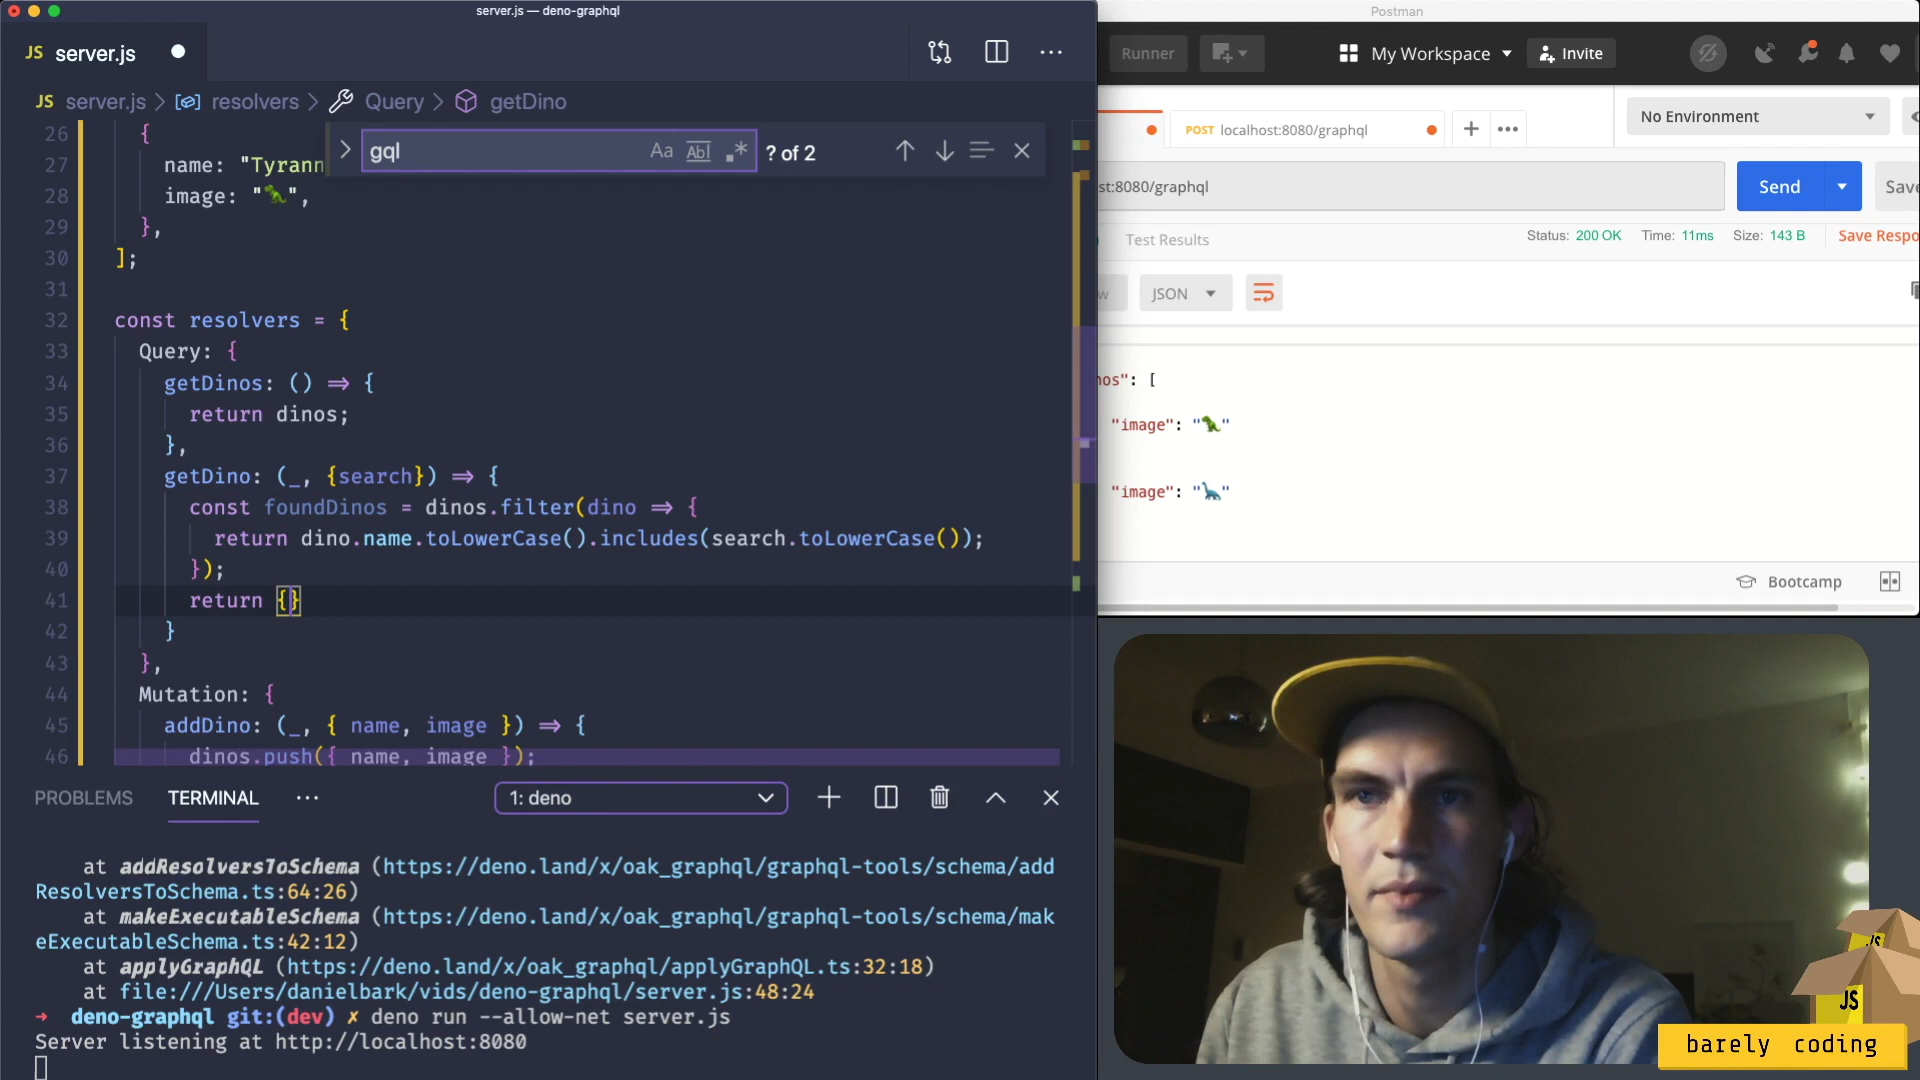 server.js — deno-graphql
JS server.js
JS server.js > resolvers > Query > getDino
gql Aa Abl .* ? of 2
26 {
27 name: "Tyrann
28 image: "🦖",
29 },
30 ];
31
32 const resolvers = {
33 Query: {
34 getDinos: () => {
35 return dinos;
36 },
37 getDino: (_, {search}) => {
38 const foundDinos = dinos.filter(dino => {
39 return dino.name.toLowerCase().includes(search.toLowerCase());
40 });
41 return {}
42 }
43 },
44 Mutation: {
45 addDino: (_, { name, image }) => {
46 dinos.push({ name, image });
PROBLEMS TERMINAL ··· 1: deno
at addResolversToSchema (https://deno.land/x/oak_graphql/graphql-tools/schema/add
ResolversToSchema.ts:64:26)
at makeExecutableSchema (https://deno.land/x/oak_graphql/graphql-tools/schema/mak
eExecutableSchema.ts:42:12)
at applyGraphQL (https://deno.land/x/oak_graphql/applyGraphQL.ts:32:18)
at file:///Users/danielbark/vids/deno-graphql/server.js:48:24
→ deno-graphql git:(dev) ✗ deno run --allow-net server.js
Server listening at http://localhost:8080
Postman
Runner My Workspace Invite
POST localhost:8080/graphql + ••• No Environment
st:8080/graphql Send Save
Test Results Status: 200 OK Time: 11ms Size: 143 B Save Respo
w JSON
nos": [
"image": "🦖"
"image": "🦕"
Bootcamp
JS
JS
barely coding